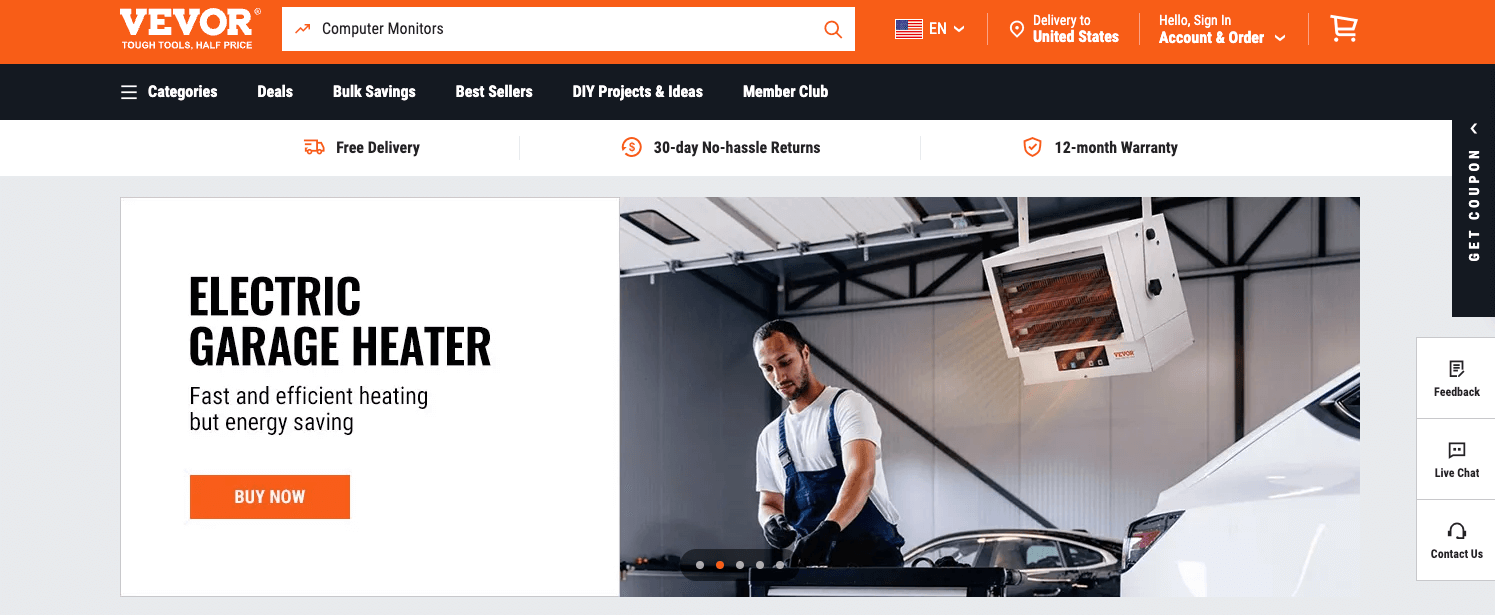 VEVOR®
TOUGH TOOLS, HALF PRICE
Computer Monitors
EN
Delivery to
United States
Hello, Sign In
Account & Order
Categories
Deals
Bulk Savings
Best Sellers
DIY Projects & Ideas
Member Club
Free Delivery
30-day No-hassle Returns
12-month Warranty
GET COUPON
ELECTRIC
GARAGE HEATER
Fast and efficient heating
but energy saving
BUY NOW
VEVOR
Feedback
Live Chat
Contact Us